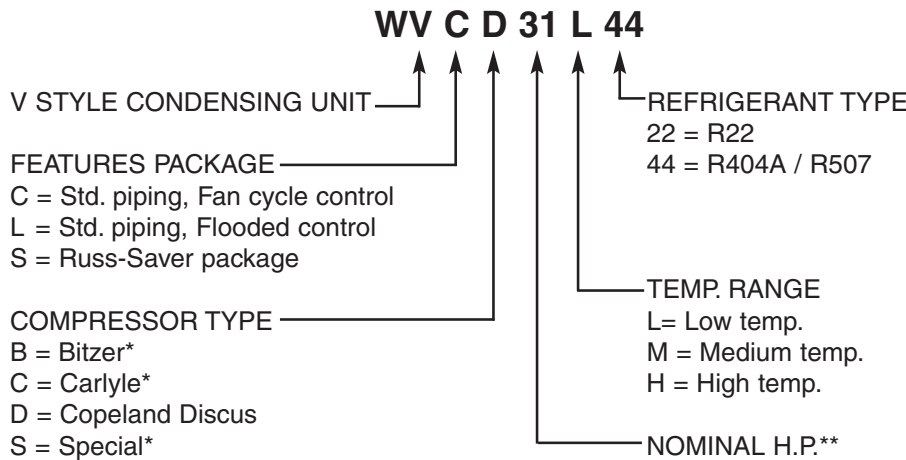 WV C D 31 L 44
V STYLE CONDENSING UNIT
FEATURES PACKAGE
C = Std. piping, Fan cycle control
L = Std. piping, Flooded control
S = Russ-Saver package
COMPRESSOR TYPE
B = Bitzer*
C = Carlyle*
D = Copeland Discus
S = Special*
REFRIGERANT TYPE
22 = R22
44 = R404A / R507
TEMP. RANGE
L= Low temp.
M = Medium temp.
H = High temp.
NOMINAL H.P.**